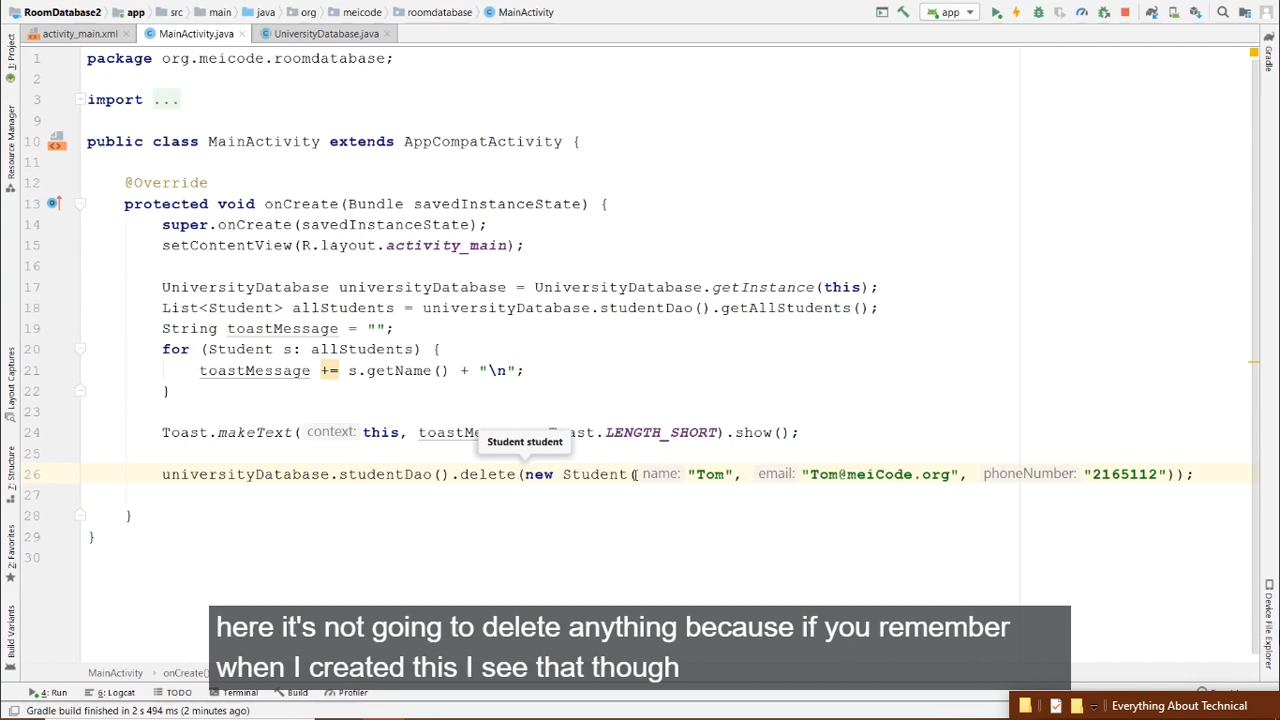 RoomDatabase2 app src main java org meicode roomdatabase MainActivity app
activity_main.xml MainActivity.java UniversityDatabase.java
1 package org.meicode.roomdatabase;
2
3 import ...
9
10 public class MainActivity extends AppCompatActivity {
11
12 @Override
13 protected void onCreate(Bundle savedInstanceState) {
14 super.onCreate(savedInstanceState);
15 setContentView(R.layout.activity_main);
16
17 UniversityDatabase universityDatabase = UniversityDatabase.getInstance(this);
18 List<Student> allStudents = universityDatabase.studentDao().getAllStudents();
19 String toastMessage = "";
20 for (Student s: allStudents) {
21 toastMessage += s.getName() + "\n";
22 }
23
24 Toast.makeText( context: this, toastMe ast.LENGTH_SHORT).show();
Student student
26 universityDatabase.studentDao().delete(new Student( name: "Tom", email: "Tom@meiCode.org", phoneNumber: "2165112"));
27
28 }
29 }
30
1: Project
Resource Manager
Layout Captures
7: Structure
2: Favorites
Build Variants
Gradle
Device File Explorer
here it's not going to delete anything because if you remember
when I created this I see that though
MainActivity onCreate()
4: Run 6: Logcat TODO Terminal Build Profiler
Gradle build finished in 2 s 494 ms (2 minutes ago)
Everything About Technical